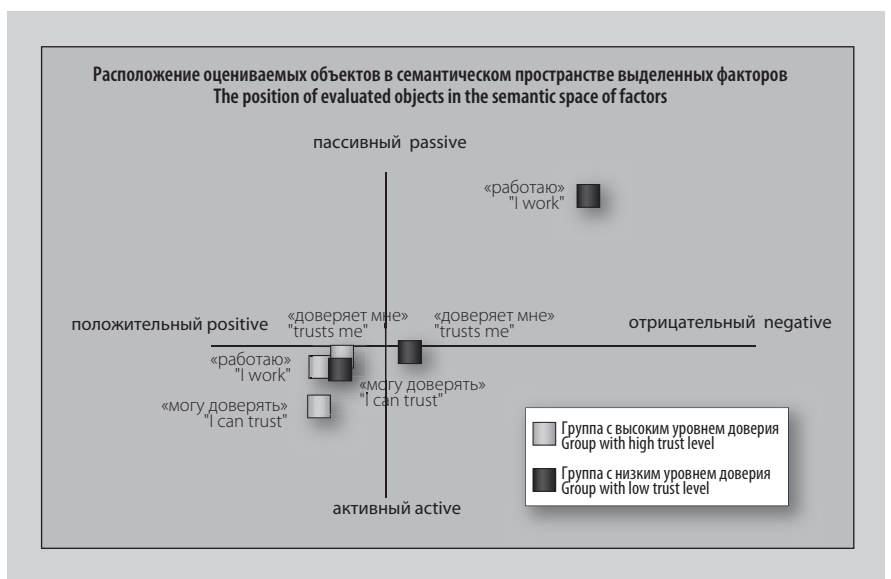 Расположение оцениваемых объектов в семантическом пространстве выделенных факторов
The position of evaluated objects in the semantic space of factors
пассивный passive
«работаю»
"I work"
«доверяет мне»
"trusts me"
«доверяет мне»
"trusts me"
положительный positive
отрицательный negative
«работаю»
"I work"
«могу доверять»
"I can trust"
«могу доверять»
"I can trust"
Группа с высоким уровнем доверия
Group with high trust level
Группа с низким уровнем доверия
Group with low trust level
активный active